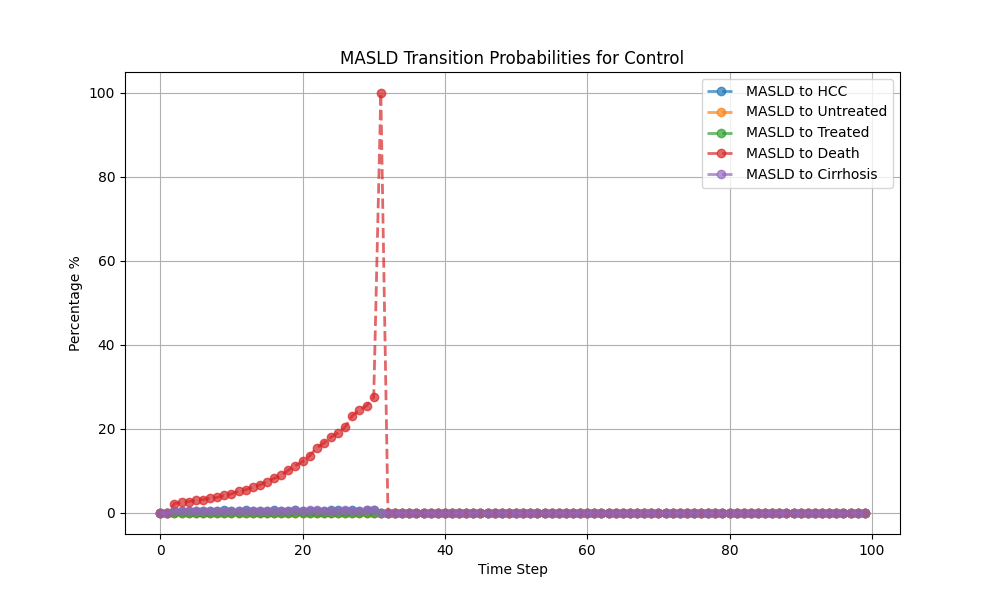 MASLD Transition Probabilities for Control
100
80
60
40
20
0
Percentage %
MASLD to HCC
MASLD to Untreated
MASLD to Treated
MASLD to Death
MASLD to Cirrhosis
0 20 40 60 80 100
Time Step